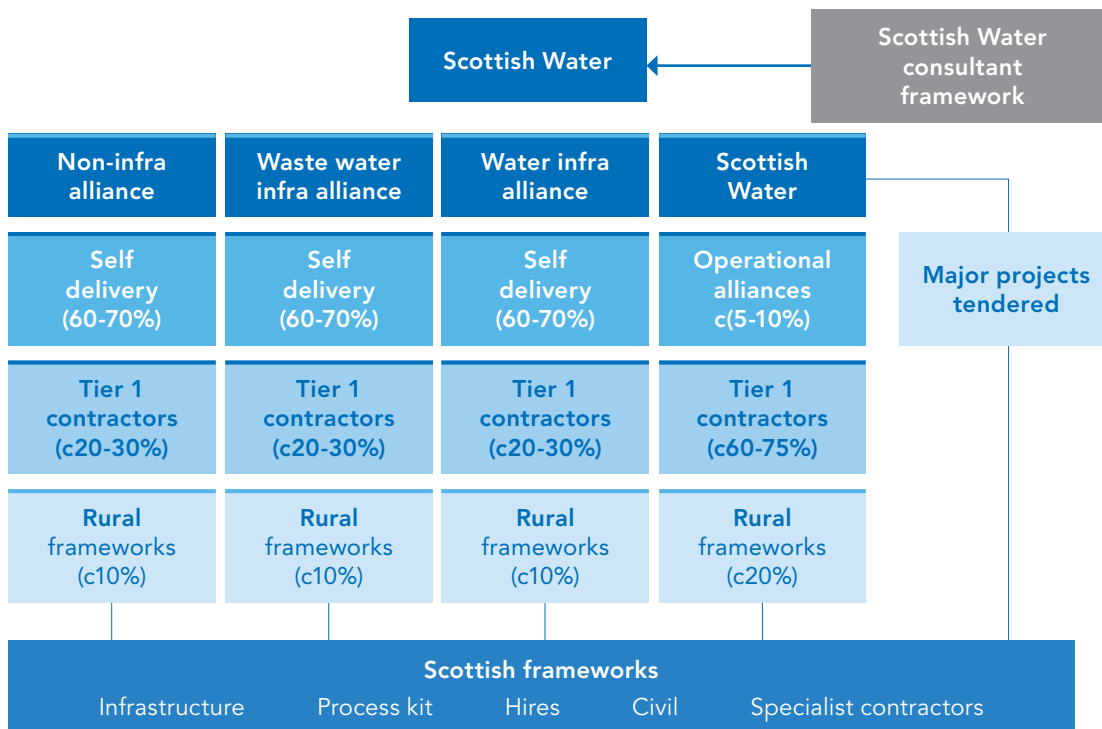 Scottish Water
Scottish Water
consultant
framework
Non-infra
alliance
Waste water
infra alliance
Water infra
alliance
Scottish
Water
Self
delivery
(60-70%)
Self
delivery
(60-70%)
Self
delivery
(60-70%)
Operational
alliances
c(5-10%)
Major projects
tendered
Tier 1
contractors
(c20-30%)
Tier 1
contractors
(c20-30%)
Tier 1
contractors
(c20-30%)
Tier 1
contractors
(c60-75%)
Rural
frameworks
(c10%)
Rural
frameworks
(c10%)
Rural
frameworks
(c10%)
Rural
frameworks
(c20%)
Scottish frameworks
Infrastructure Process kit Hires Civil Specialist contractors